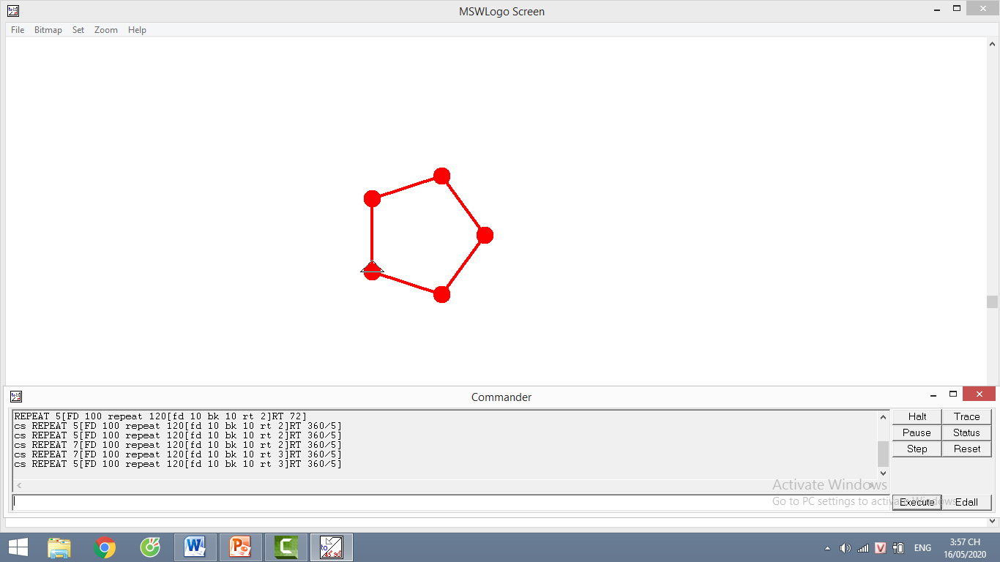 MSWLogo Screen
File Bitmap Set Zoom Help
Commander
REPEAT 5[FD 100 repeat 120[fd 10 bk 10 rt 2]RT 72]
cs REPEAT 5[FD 100 repeat 120[fd 10 bk 10 rt 2]RT 360/5]
cs REPEAT 5[FD 100 repeat 120[fd 10 bk 10 rt 2]RT 360/5]
cs REPEAT 7[FD 100 repeat 120[fd 10 bk 10 rt 2]RT 360/5]
cs REPEAT 7[FD 100 repeat 120[fd 10 bk 10 rt 3]RT 360/5]
cs REPEAT 5[FD 100 repeat 120[fd 10 bk 10 rt 3]RT 360/5]
Halt Trace
Pause Status
Step Reset
Activate Windows
Go to PC settings to activate Windows.
Execute Edall
ENG
3:57 CH
16/05/2020